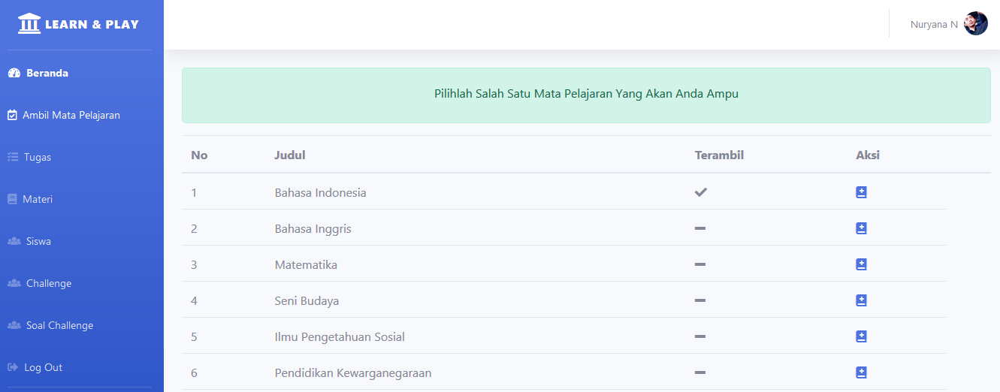 LEARN & PLAY
Nuryana N
Beranda
Ambil Mata Pelajaran
Tugas
Materi
Siswa
Challenge
Soal Challenge
Log Out
Pilihlah Salah Satu Mata Pelajaran Yang Akan Anda Ampu
No Judul Terambil Aksi
1 Bahasa Indonesia
2 Bahasa Inggris
3 Matematika
4 Seni Budaya
5 Ilmu Pengetahuan Sosial
6 Pendidikan Kewarganegaraan